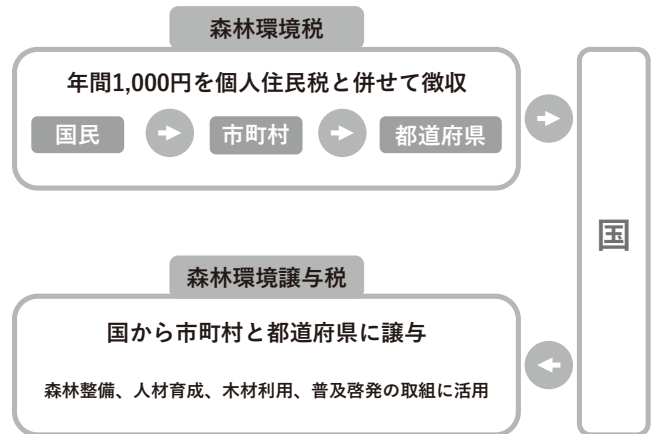 森林環境税
年間1,000円を個人住民税と併せて徴収
国民 市町村 都道府県
国
森林環境譲与税
国から市町村と都道府県に譲与
森林整備、人材育成、木材利用、普及啓発の取組に活用